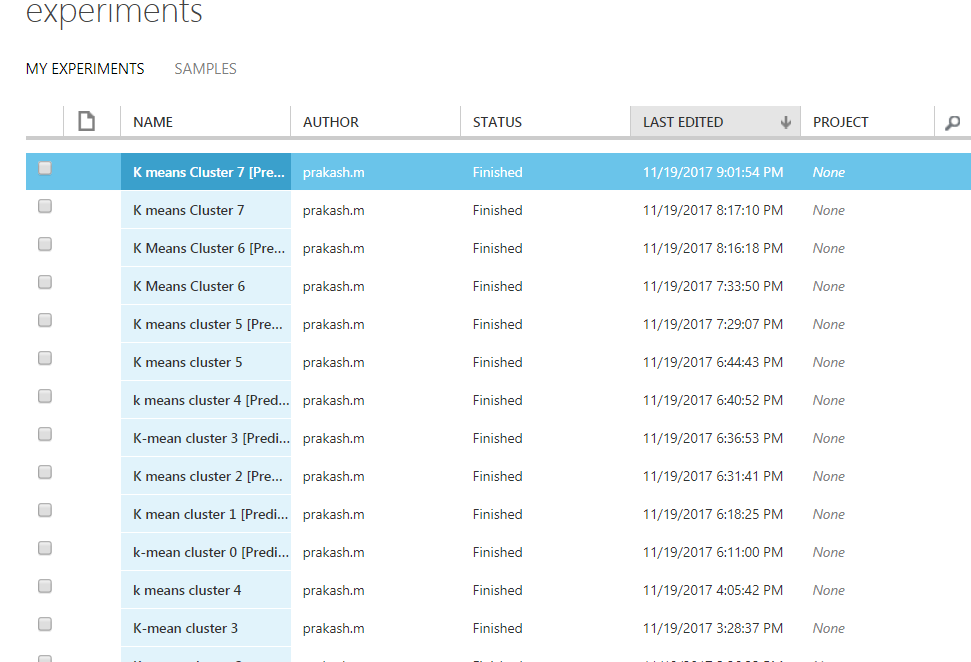 experiments
MY EXPERIMENTS SAMPLES
NAME AUTHOR STATUS LAST EDITED PROJECT
K means Cluster 7 [Pre... prakash.m Finished 11/19/2017 9:01:54 PM None
K means Cluster 7 prakash.m Finished 11/19/2017 8:17:10 PM None
K Means Cluster 6 [Pre... prakash.m Finished 11/19/2017 8:16:18 PM None
K Means Cluster 6 prakash.m Finished 11/19/2017 7:33:50 PM None
K means cluster 5 [Pre... prakash.m Finished 11/19/2017 7:29:07 PM None
K means cluster 5 prakash.m Finished 11/19/2017 6:44:43 PM None
k means cluster 4 [Pred... prakash.m Finished 11/19/2017 6:40:52 PM None
K-mean cluster 3 [Predi... prakash.m Finished 11/19/2017 6:36:53 PM None
K means cluster 2 [Pre... prakash.m Finished 11/19/2017 6:31:41 PM None
K mean cluster 1 [Predi... prakash.m Finished 11/19/2017 6:18:25 PM None
k-mean cluster 0 [Predi... prakash.m Finished 11/19/2017 6:11:00 PM None
k means cluster 4 prakash.m Finished 11/19/2017 4:05:42 PM None
K-mean cluster 3 prakash.m Finished 11/19/2017 3:28:37 PM None